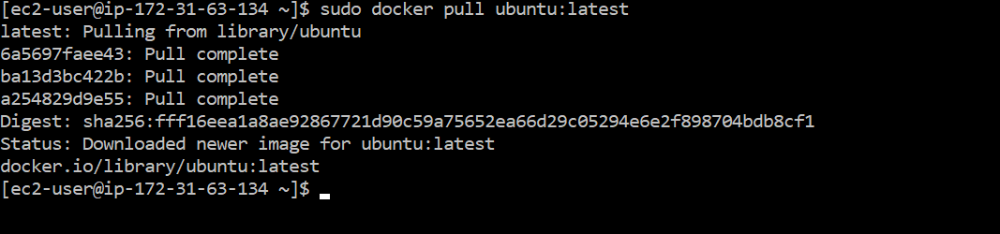 [ec2-user@ip-172-31-63-134 ~]$ sudo docker pull ubuntu:latest
latest: Pulling from library/ubuntu
6a5697faee43: Pull complete
ba13d3bc422b: Pull complete
a254829d9e55: Pull complete
Digest: sha256:fff16eea1a8ae92867721d90c59a75652ea66d29c05294e6e2f898704bdb8cf1
Status: Downloaded newer image for ubuntu:latest
docker.io/library/ubuntu:latest
[ec2-user@ip-172-31-63-134 ~]$